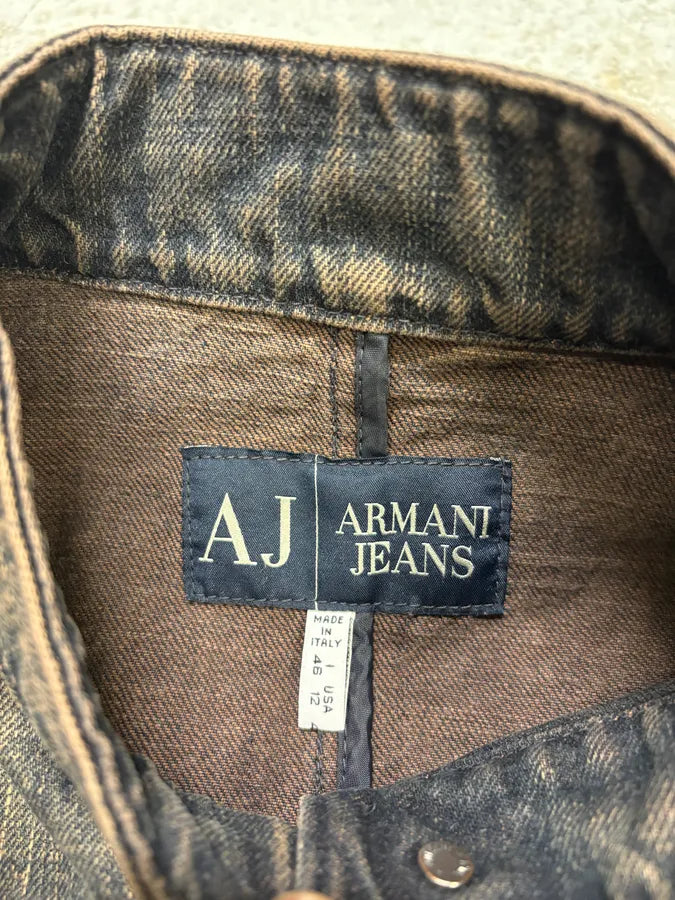 AJ
ARMANI
JEANS
MADE
IN
ITALY
I USA
46 12